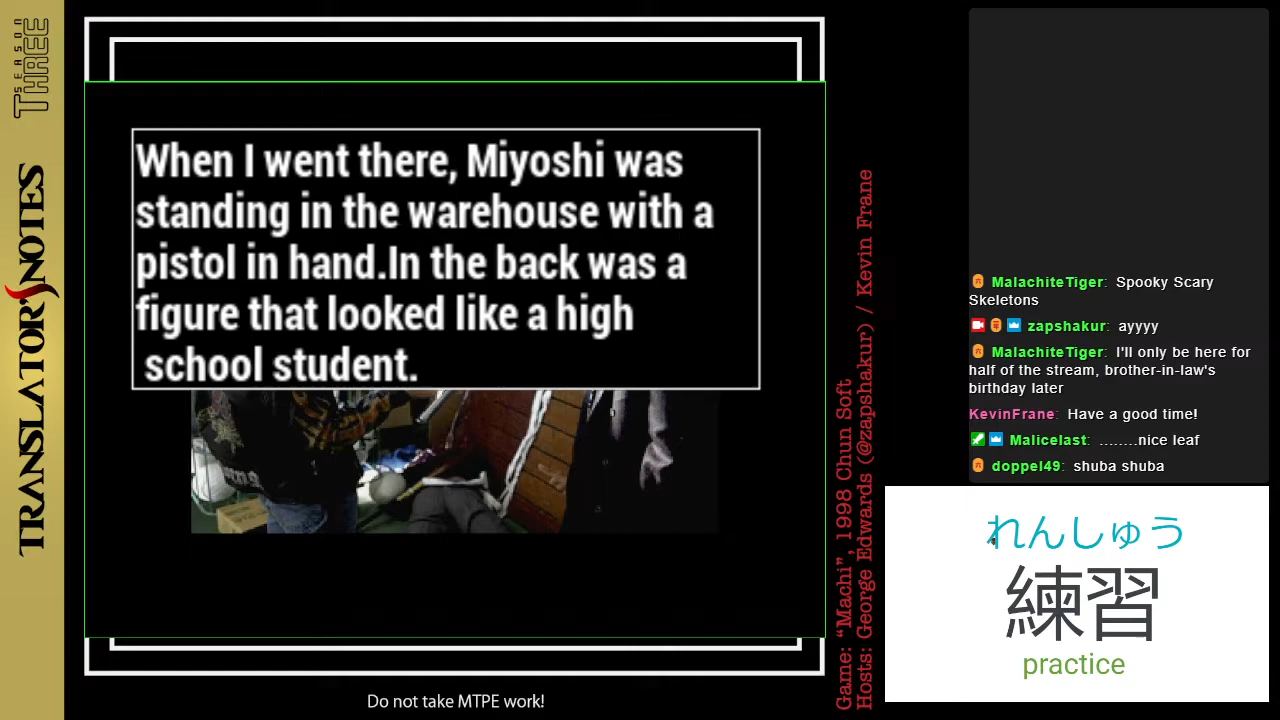 SEASON
THREE
TRANSLATOR'S NOTES
When I went there, Miyoshi was
standing in the warehouse with a
pistol in hand.In the back was a
figure that looked like a high
school student.
Do not take MTPE work!
Game: "Machi", 1998 Chun Soft
Hosts: George Edwards (@zapshakur) / Kevin Frane
MalachiteTiger: Spooky Scary
Skeletons
zapshakur: ayyyy
MalachiteTiger: I'll only be here for
half of the stream, brother-in-law's
birthday later
KevinFrane: Have a good time!
Malicelast: ........nice leaf
doppel49: shuba shuba
れんしゅう
練習
practice